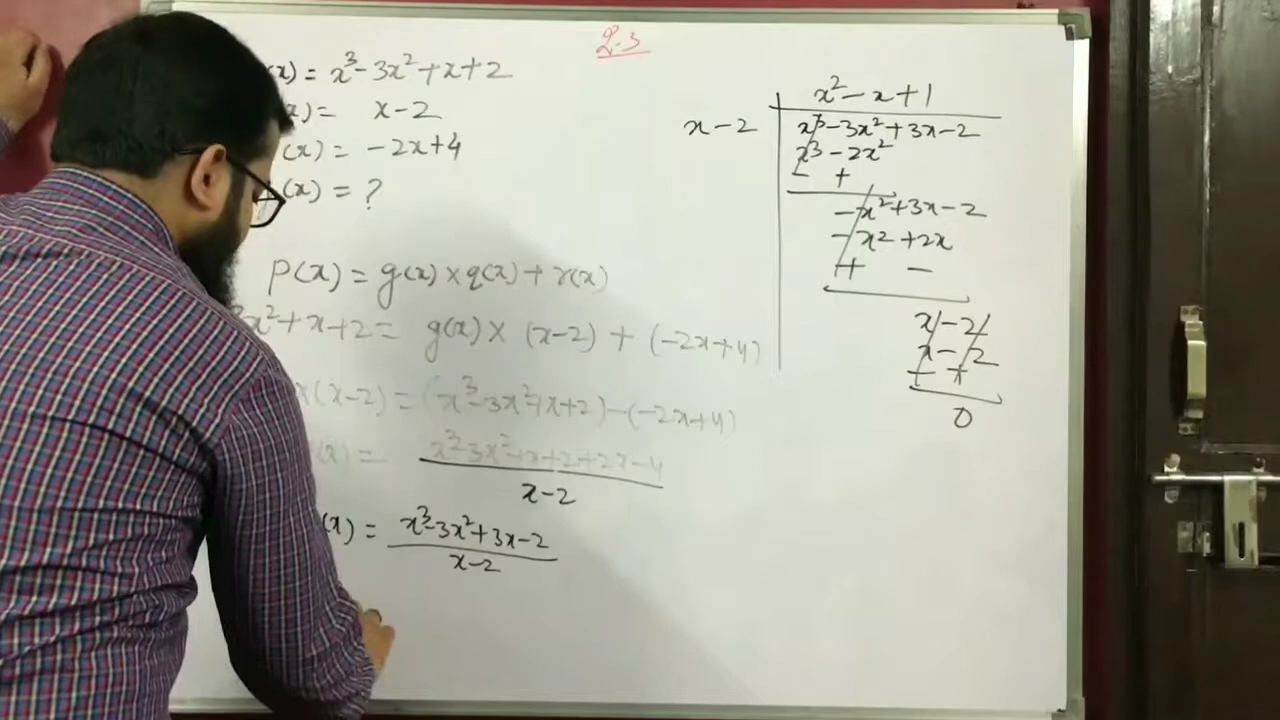 2.3
x) = x³ - 3x² + x + 2
x) = x - 2
(x) = -2x + 4
(x) = ?
P(x) = g(x) × q(x) + r(x)
3x² + x + 2 = g(x) × (x-2) + (-2x+4)
×(x-2) = (x³-3x²+x+2) - (-2x+4)
(x) = x³-3x²+x+2+2x-4
x-2
(x) = x³-3x²+3x-2
x-2
x² - x + 1
x-2
x³ - 3x² + 3x - 2
x³ - 2x²
- +
-x² + 3x - 2
-x² + 2x
+ -
x - 2
x - 2
- +
0